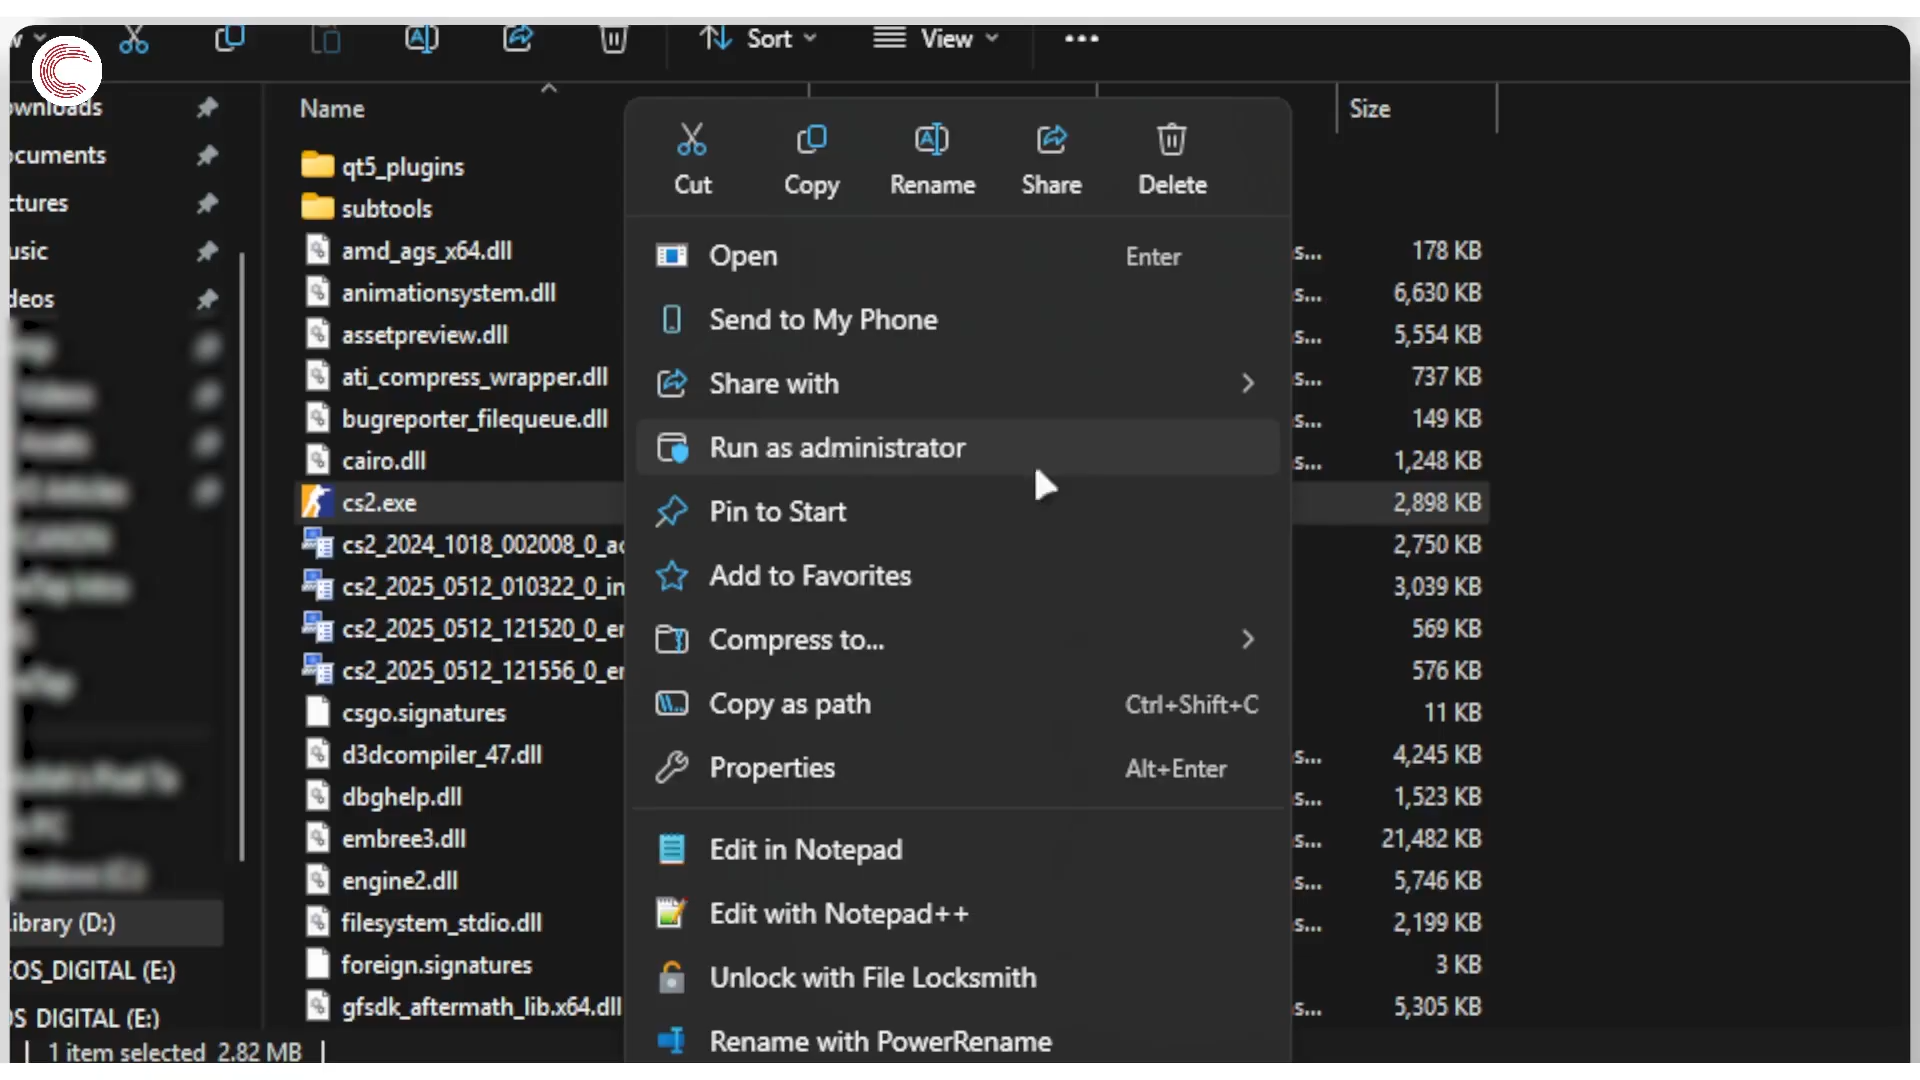 w
Sort
View
ownloads
Name
Size
ocuments
ctures
usic
deos
Library (D:)
EOS_DIGITAL (E:)
OS DIGITAL (E:)
1 item selected 2.82 MB
qt5_plugins
subtools
amd_ags_x64.dll s... 178 KB
animationsystem.dll s... 6,630 KB
assetpreview.dll s... 5,554 KB
ati_compress_wrapper.dll s... 737 KB
bugreporter_filequeue.dll s... 149 KB
cairo.dll s... 1,248 KB
cs2.exe 2,898 KB
cs2_2024_1018_002008_0_ac 2,750 KB
cs2_2025_0512_010322_0_in 3,039 KB
cs2_2025_0512_121520_0_er 569 KB
cs2_2025_0512_121556_0_er 576 KB
csgo.signatures 11 KB
d3dcompiler_47.dll s... 4,245 KB
dbghelp.dll s... 1,523 KB
embree3.dll s... 21,482 KB
engine2.dll s... 5,746 KB
filesystem_stdio.dll s... 2,199 KB
foreign.signatures 3 KB
gfsdk_aftermath_lib.x64.dll s... 5,305 KB
Cut Copy Rename Share Delete
Open Enter
Send to My Phone
Share with
Run as administrator
Pin to Start
Add to Favorites
Compress to...
Copy as path Ctrl+Shift+C
Properties Alt+Enter
Edit in Notepad
Edit with Notepad++
Unlock with File Locksmith
Rename with PowerRename